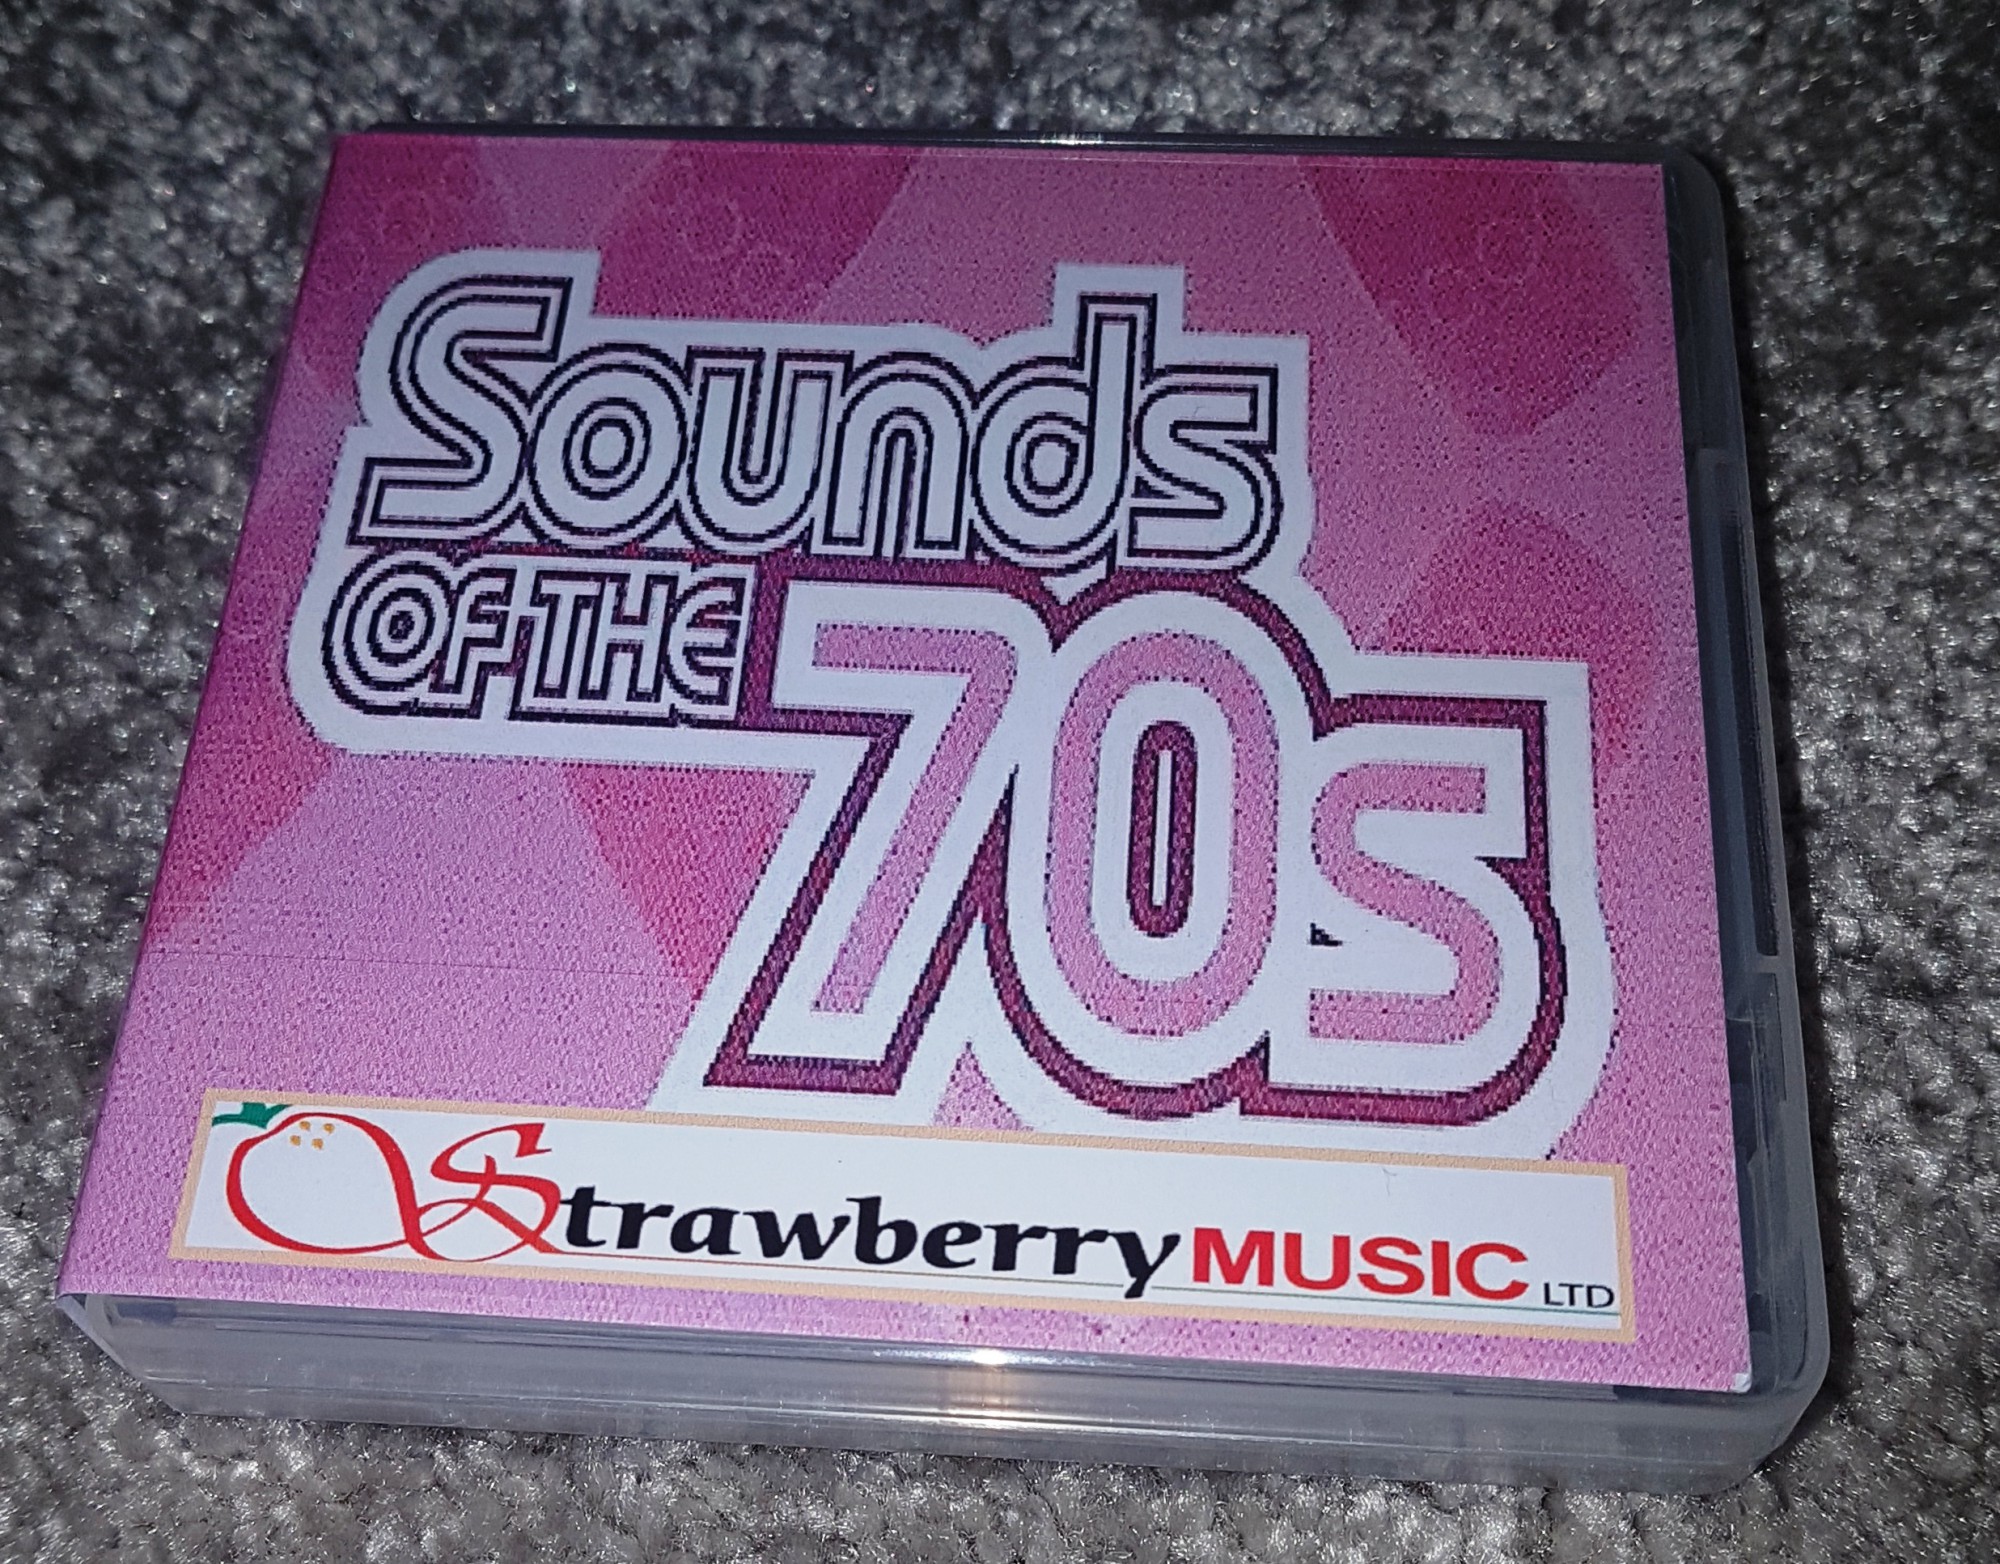 Sounds
OF THE
70s
Strawberry MUSIC LTD